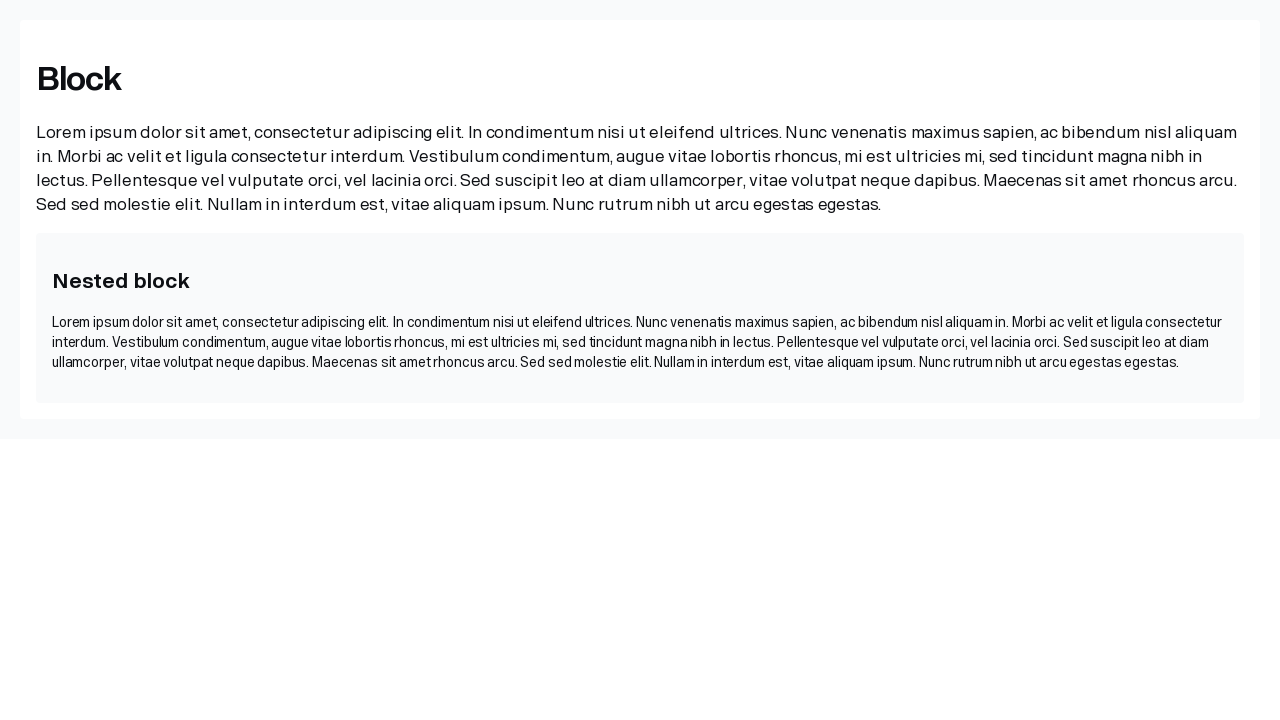 Block
Lorem ipsum dolor sit amet, consectetur adipiscing elit. In condimentum nisi ut eleifend ultrices. Nunc venenatis maximus sapien, ac bibendum nisl aliquam
in. Morbi ac velit et ligula consectetur interdum. Vestibulum condimentum, augue vitae lobortis rhoncus, mi est ultricies mi, sed tincidunt magna nibh in
lectus. Pellentesque vel vulputate orci, vel lacinia orci. Sed suscipit leo at diam ullamcorper, vitae volutpat neque dapibus. Maecenas sit amet rhoncus arcu.
Sed sed molestie elit. Nullam in interdum est, vitae aliquam ipsum. Nunc rutrum nibh ut arcu egestas egestas.
Nested block
Lorem ipsum dolor sit amet, consectetur adipiscing elit. In condimentum nisi ut eleifend ultrices. Nunc venenatis maximus sapien, ac bibendum nisl aliquam in. Morbi ac velit et ligula consectetur
interdum. Vestibulum condimentum, augue vitae lobortis rhoncus, mi est ultricies mi, sed tincidunt magna nibh in lectus. Pellentesque vel vulputate orci, vel lacinia orci. Sed suscipit leo at diam
ullamcorper, vitae volutpat neque dapibus. Maecenas sit amet rhoncus arcu. Sed sed molestie elit. Nullam in interdum est, vitae aliquam ipsum. Nunc rutrum nibh ut arcu egestas egestas.